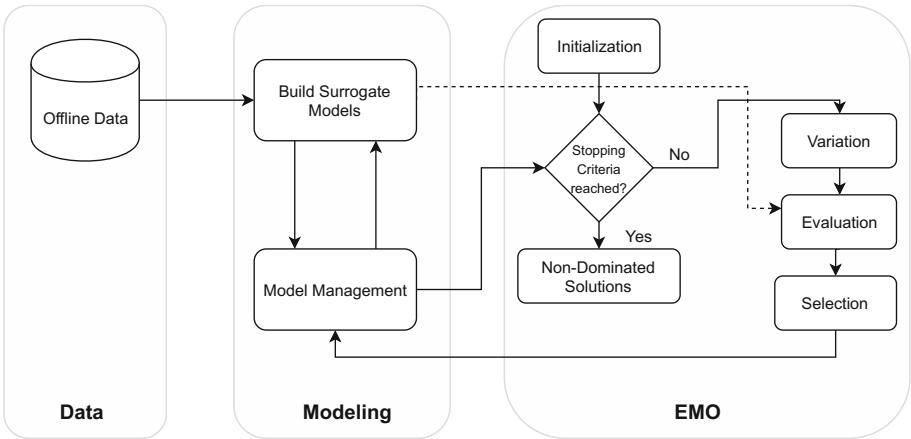 Offline Data
Data
Build Surrogate
Models
Model Management
Modeling
Initialization
Stopping
Criteria
reached?
No
Yes
Non-Dominated
Solutions
Variation
Evaluation
Selection
EMO